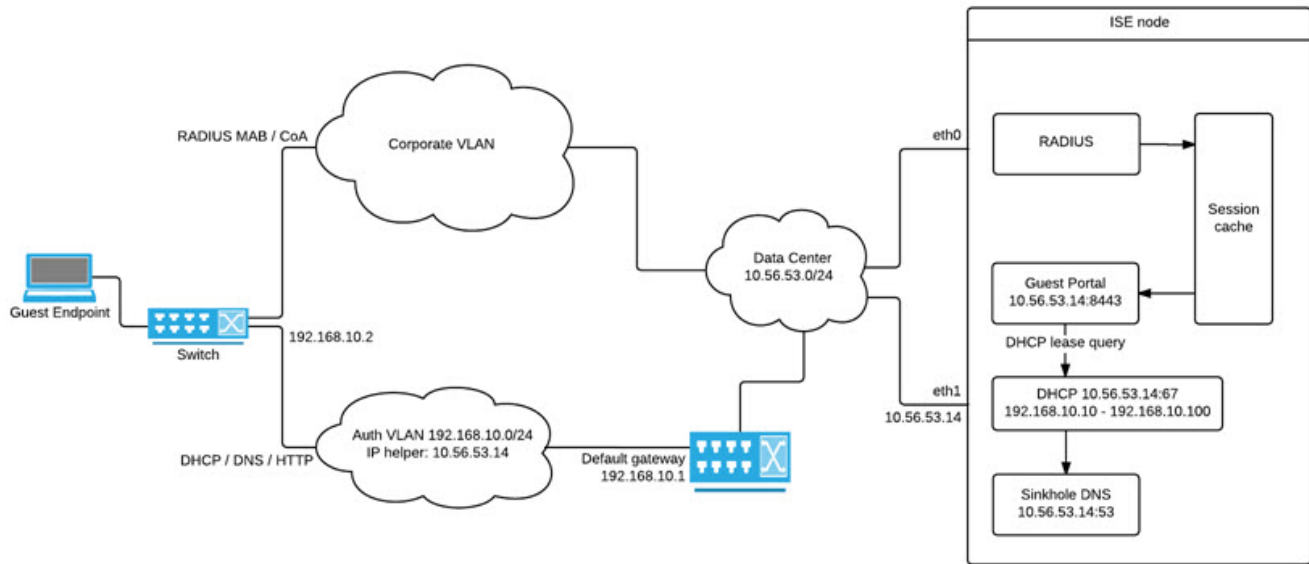 ISE node
RADIUS MAB / CoA
Corporate VLAN
eth0
RADIUS
Session
cache
Data Center
10.56.53.0/24
Guest Portal
10.56.53.14:8443
Guest Endpoint
192.168.10.2
Switch
DHCP lease query
eth1
10.56.53.14
DHCP 10.56.53.14:67
192.168.10.10 - 192.168.10.100
Auth VLAN 192.168.10.0/24
IP helper: 10.56.53.14
DHCP / DNS / HTTP
Default gateway
192.168.10.1
Sinkhole DNS
10.56.53.14:53